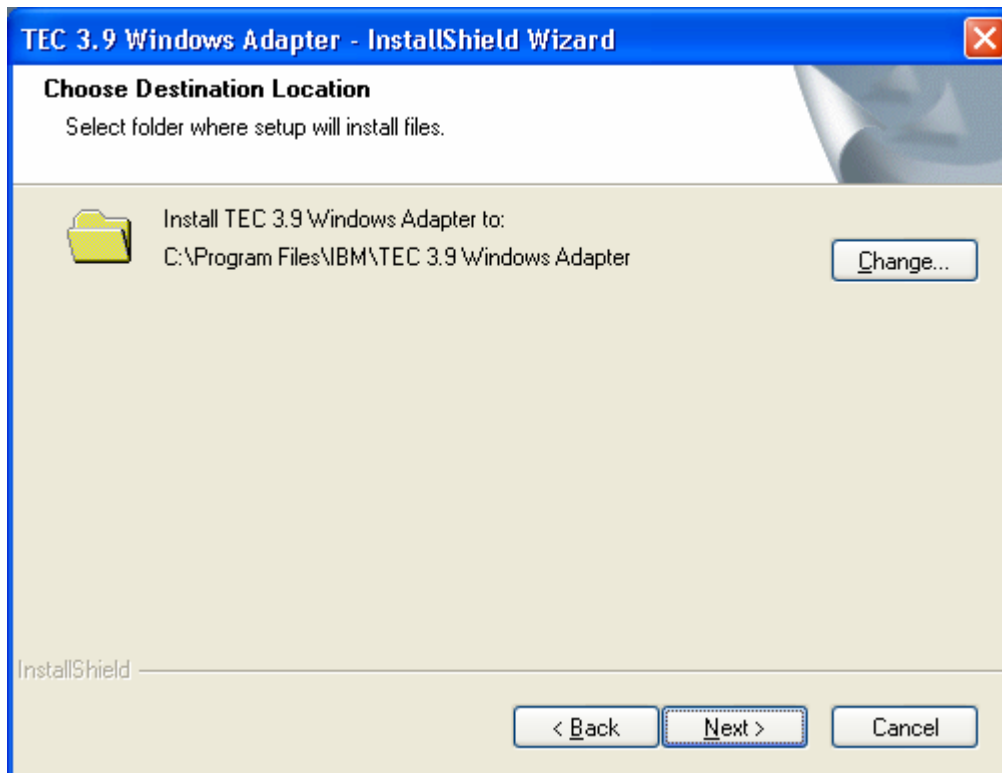 TEC 3.9 Windows Adapter - InstallShield Wizard
Choose Destination Location
Select folder where setup will install files.
Install TEC 3.9 Windows Adapter to:
C:\Program Files\IBM\TEC 3.9 Windows Adapter
Change...
InstallShield
< Back
Next >
Cancel